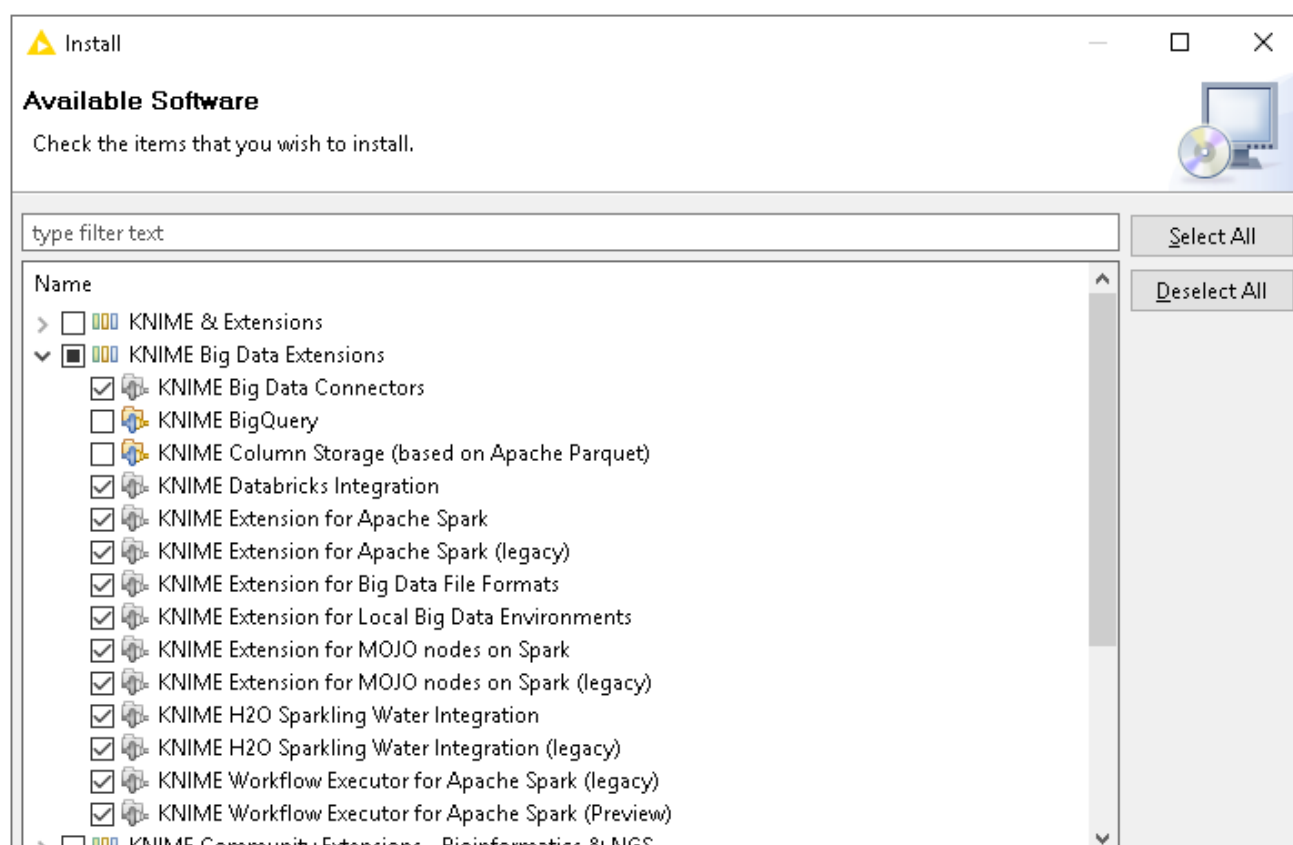 Install
Available Software
Check the items that you wish to install.
type filter text
Select All
Name
Deselect All
KNIME & Extensions
KNIME Big Data Extensions
KNIME Big Data Connectors
KNIME BigQuery
KNIME Column Storage (based on Apache Parquet)
KNIME Databricks Integration
KNIME Extension for Apache Spark
KNIME Extension for Apache Spark (legacy)
KNIME Extension for Big Data File Formats
KNIME Extension for Local Big Data Environments
KNIME Extension for MOJO nodes on Spark
KNIME Extension for MOJO nodes on Spark (legacy)
KNIME H2O Sparkling Water Integration
KNIME H2O Sparkling Water Integration (legacy)
KNIME Workflow Executor for Apache Spark (legacy)
KNIME Workflow Executor for Apache Spark (Preview)
KNIME Community Extensions - Bioinformatics & NGS